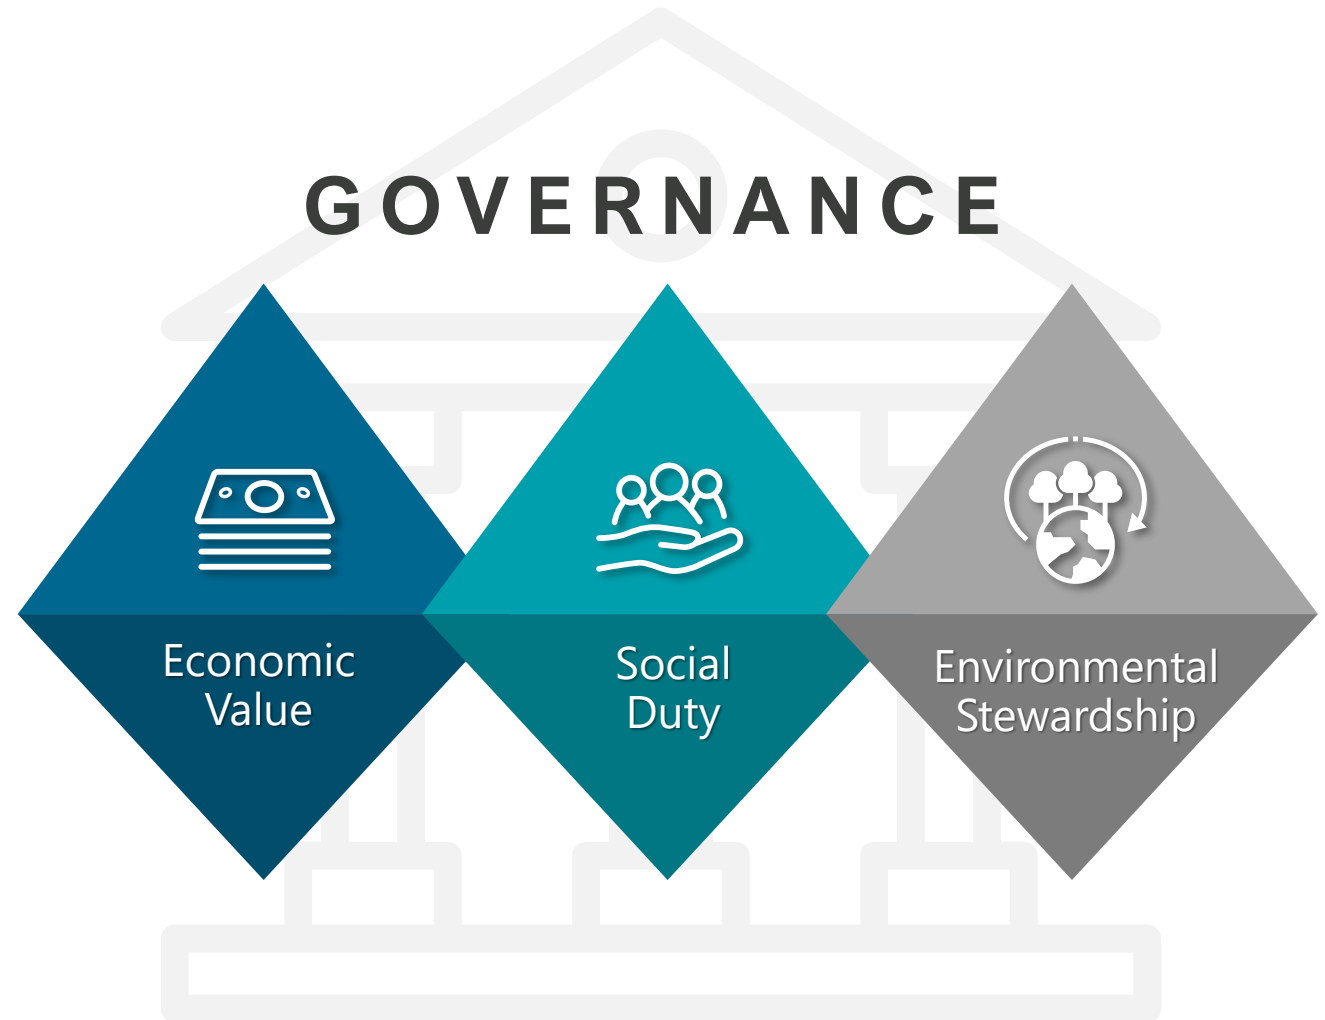 GOVERNANCE
Economic
Value
Social
Duty
Environmental
Stewardship